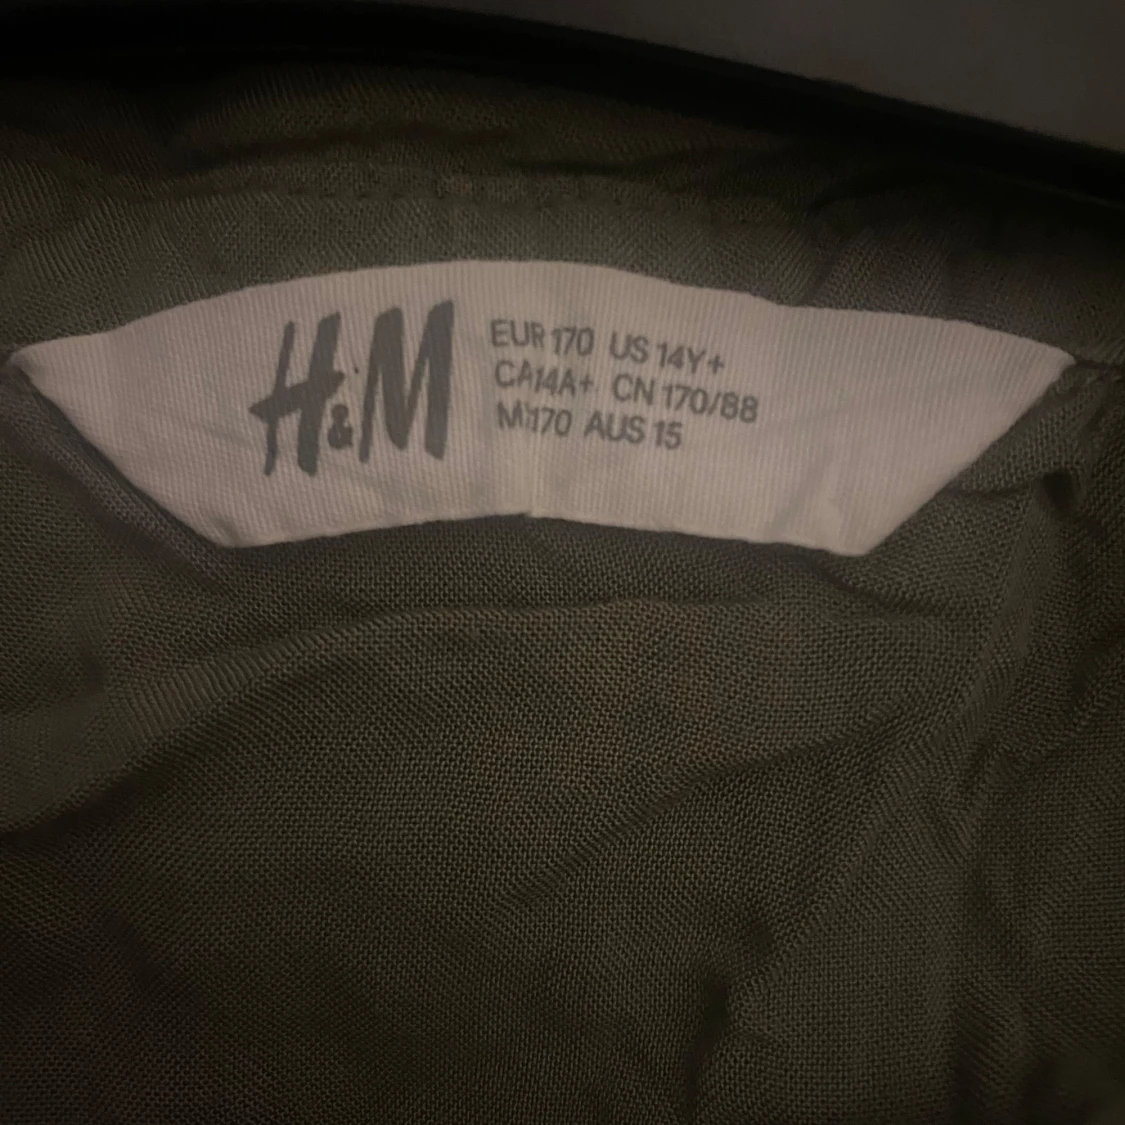 H&M
EUR 170 US 14Y+
CA14A+ CN 170/88
170 AUS 15